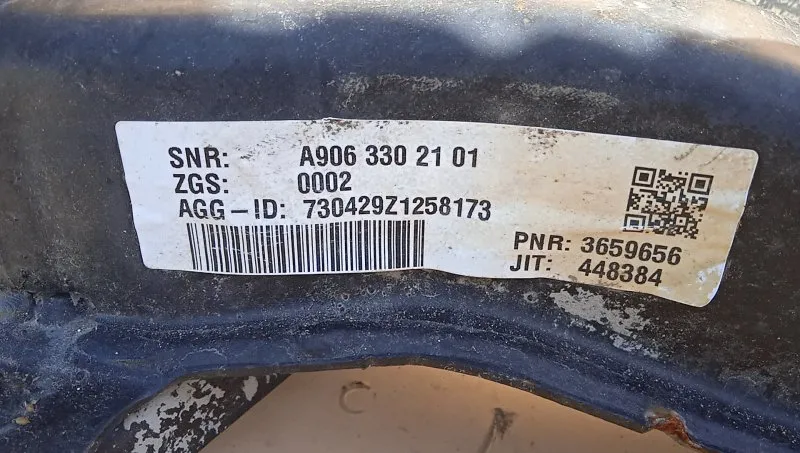 SNR: A906 330 21 01
ZGS: 0002
AGG-ID: 730429Z1258173
PNR: 3659656
JIT: 448384